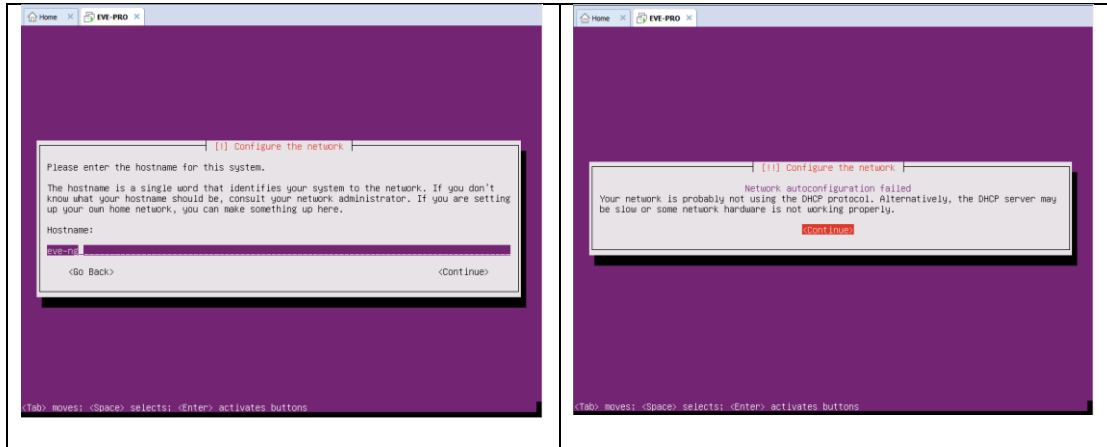 Home × EVE-PRO ×
[!] Configure the network
Please enter the hostname for this system.
The hostname is a single word that identifies your system to the network. If you don't
know what your hostname should be, consult your network administrator. If you are setting
up your own home network, you can make something up here.
Hostname:
eve-ng
<Go Back> <Continue>
<Tab> moves; <Space> selects; <Enter> activates buttons
Home × EVE-PRO ×
[!!] Configure the network
Network autoconfiguration failed
Your network is probably not using the DHCP protocol. Alternatively, the DHCP server may
be slow or some network hardware is not working properly.
<Continue>
<Tab> moves; <Space> selects; <Enter> activates buttons